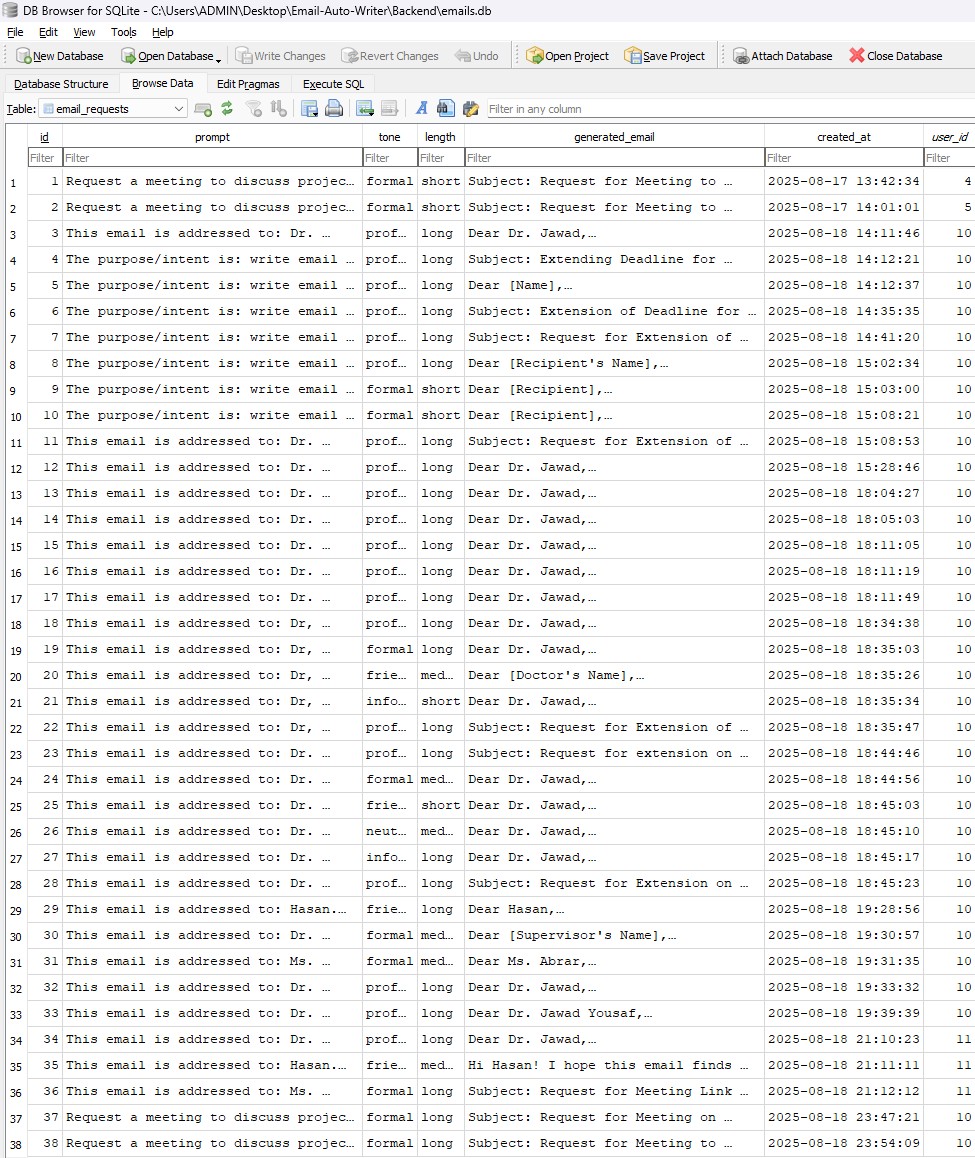 DB Browser for SQLite - C:\Users\ADMIN\Desktop\Email-Auto-Writer\Backend\emails.db
File Edit View Tools Help
New Database Open Database Write Changes Revert Changes Undo Open Project Save Project Attach Database Close Database
Database Structure Browse Data Edit Pragmas Execute SQL
Table: email_requests Filter in any column
id prompt tone length generated_email created_at user_id
Filter Filter Filter Filter Filter Filter Filter
1 1 Request a meeting to discuss projec… formal short Subject: Request for Meeting to … 2025-08-17 13:42:34 4
2 2 Request a meeting to discuss projec… formal short Subject: Request for Meeting to … 2025-08-17 14:01:01 5
3 3 This email is addressed to: Dr. … prof… long Dear Dr. Jawad,… 2025-08-18 14:11:46 10
4 4 The purpose/intent is: write email … prof… long Subject: Extending Deadline for … 2025-08-18 14:12:21 10
5 5 The purpose/intent is: write email … prof… long Dear [Name],… 2025-08-18 14:12:37 10
6 6 The purpose/intent is: write email … prof… long Subject: Extension of Deadline for … 2025-08-18 14:35:35 10
7 7 The purpose/intent is: write email … prof… long Subject: Request for Extension of … 2025-08-18 14:41:20 10
8 8 The purpose/intent is: write email … prof… long Dear [Recipient's Name],… 2025-08-18 15:02:34 10
9 9 The purpose/intent is: write email … formal short Dear [Recipient],… 2025-08-18 15:03:00 10
10 10 The purpose/intent is: write email … formal short Dear [Recipient],… 2025-08-18 15:08:21 10
11 11 This email is addressed to: Dr. … prof… long Subject: Request for Extension of … 2025-08-18 15:08:53 10
12 12 This email is addressed to: Dr. … prof… long Dear Dr. Jawad,… 2025-08-18 15:28:46 10
13 13 This email is addressed to: Dr. … prof… long Dear Dr. Jawad,… 2025-08-18 18:04:27 10
14 14 This email is addressed to: Dr. … prof… long Dear Dr. Jawad,… 2025-08-18 18:05:03 10
15 15 This email is addressed to: Dr. … prof… long Dear Dr. Jawad,… 2025-08-18 18:11:05 10
16 16 This email is addressed to: Dr. … prof… long Dear Dr. Jawad,… 2025-08-18 18:11:19 10
17 17 This email is addressed to: Dr. … prof… long Dear Dr. Jawad,… 2025-08-18 18:11:49 10
18 18 This email is addressed to: Dr, … prof… long Dear Dr. Jawad,… 2025-08-18 18:34:38 10
19 19 This email is addressed to: Dr, … formal long Dear Dr. Jawad,… 2025-08-18 18:35:03 10
20 20 This email is addressed to: Dr, … frie… med… Dear [Doctor's Name],… 2025-08-18 18:35:26 10
21 21 This email is addressed to: Dr, … info… short Dear Dr. Jawad,… 2025-08-18 18:35:34 10
22 22 This email is addressed to: Dr, … prof… long Subject: Request for Extension of … 2025-08-18 18:35:47 10
23 23 This email is addressed to: Dr. … prof… long Subject: Request for extension on … 2025-08-18 18:44:46 10
24 24 This email is addressed to: Dr. … formal med… Dear Dr. Jawad,… 2025-08-18 18:44:56 10
25 25 This email is addressed to: Dr. … frie… short Dear Dr. Jawad,… 2025-08-18 18:45:03 10
26 26 This email is addressed to: Dr. … neut… med… Dear Dr. Jawad,… 2025-08-18 18:45:10 10
27 27 This email is addressed to: Dr. … info… long Dear Dr. Jawad,… 2025-08-18 18:45:17 10
28 28 This email is addressed to: Dr. … prof… long Subject: Request for Extension on … 2025-08-18 18:45:23 10
29 29 This email is addressed to: Hasan.… frie… long Dear Hasan,… 2025-08-18 19:28:56 10
30 30 This email is addressed to: Dr. … formal med… Dear [Supervisor's Name],… 2025-08-18 19:30:57 10
31 31 This email is addressed to: Ms. … formal med… Dear Ms. Abrar,… 2025-08-18 19:31:35 10
32 32 This email is addressed to: Dr. … prof… long Dear Dr. Jawad,… 2025-08-18 19:33:32 10
33 33 This email is addressed to: Dr. … prof… long Dear Dr. Jawad Yousaf,… 2025-08-18 19:39:39 10
34 34 This email is addressed to: Dr. … prof… long Dear Dr. Jawad,… 2025-08-18 21:10:23 11
35 35 This email is addressed to: Hasan.… frie… med… Hi Hasan! I hope this email finds … 2025-08-18 21:11:11 11
36 36 This email is addressed to: Ms. … formal long Subject: Request for Meeting Link … 2025-08-18 21:12:12 11
37 37 Request a meeting to discuss projec… formal long Subject: Request for Meeting on … 2025-08-18 23:47:21 10
38 38 Request a meeting to discuss projec… formal long Subject: Request for Meeting to … 2025-08-18 23:54:09 10